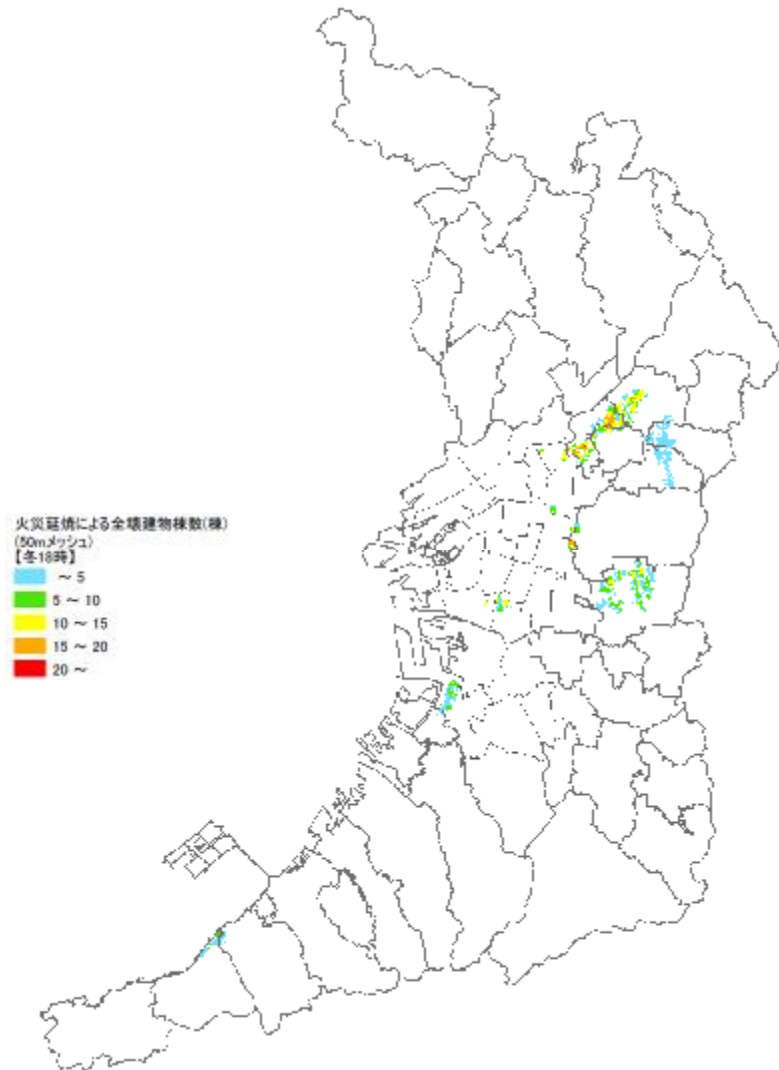 火災延焼による全壊建物棟数(棟)
(50mメッシュ)
【冬18時】
～ 5
5 ～ 10
10 ～ 15
15 ～ 20
20 ～